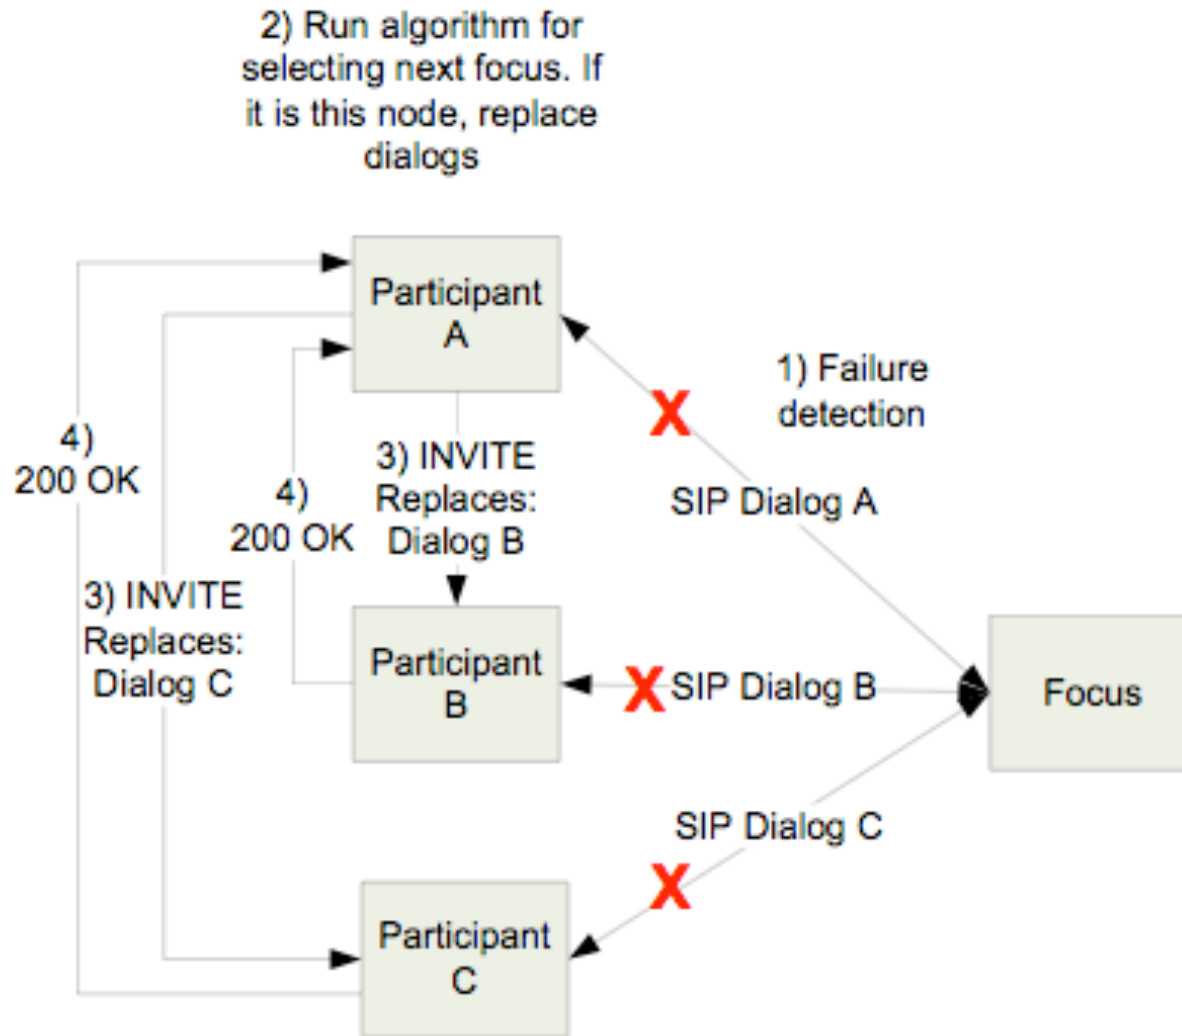 2) Run algorithm for
selecting next focus. If
it is this node, replace
dialogs
Participant
A
1) Failure
detection
X
4)
200 OK
3) INVITE
Replaces:
Dialog B
4)
200 OK
SIP Dialog A
3) INVITE
Replaces:
Dialog C
Participant
B
X
SIP Dialog B
Focus
SIP Dialog C
X
Participant
C